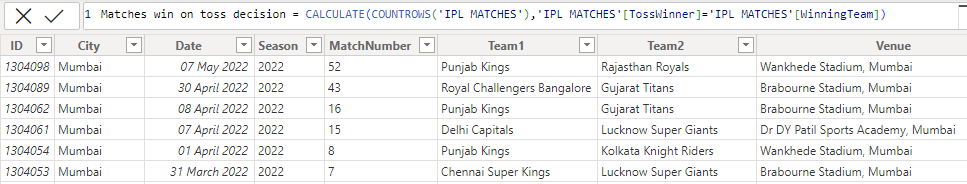 1 Matches win on toss decision = CALCULATE(COUNTROWS('IPL MATCHES'),'IPL MATCHES'[TossWinner]='IPL MATCHES'[WinningTeam])
ID City Date Season MatchNumber Team1 Team2 Venue
1304098 Mumbai 07 May 2022 2022 52 Punjab Kings Rajasthan Royals Wankhede Stadium, Mumbai
1304089 Mumbai 30 April 2022 2022 43 Royal Challengers Bangalore Gujarat Titans Brabourne Stadium, Mumbai
1304062 Mumbai 08 April 2022 2022 16 Punjab Kings Gujarat Titans Brabourne Stadium, Mumbai
1304061 Mumbai 07 April 2022 2022 15 Delhi Capitals Lucknow Super Giants Dr DY Patil Sports Academy, Mumbai
1304054 Mumbai 01 April 2022 2022 8 Punjab Kings Kolkata Knight Riders Wankhede Stadium, Mumbai
1304053 Mumbai 31 March 2022 2022 7 Chennai Super Kings Lucknow Super Giants Brabourne Stadium, Mumbai